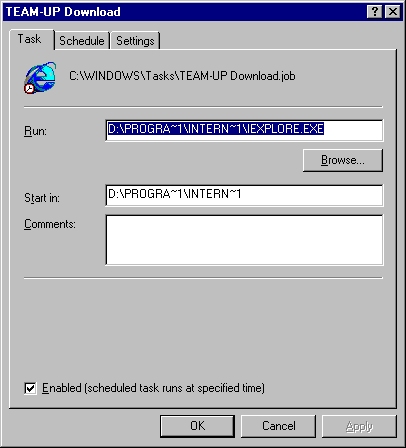 TEAM-UP Download
Task Schedule Settings
C:\WINDOWS\Tasks\TEAM-UP Download.job
Run: D:\PROGRA~1\INTERN~1\IEXPLORE.EXE
Browse...
Start in: D:\PROGRA~1\INTERN~1
Comments:
Enabled (scheduled task runs at specified time)
OK Cancel Apply